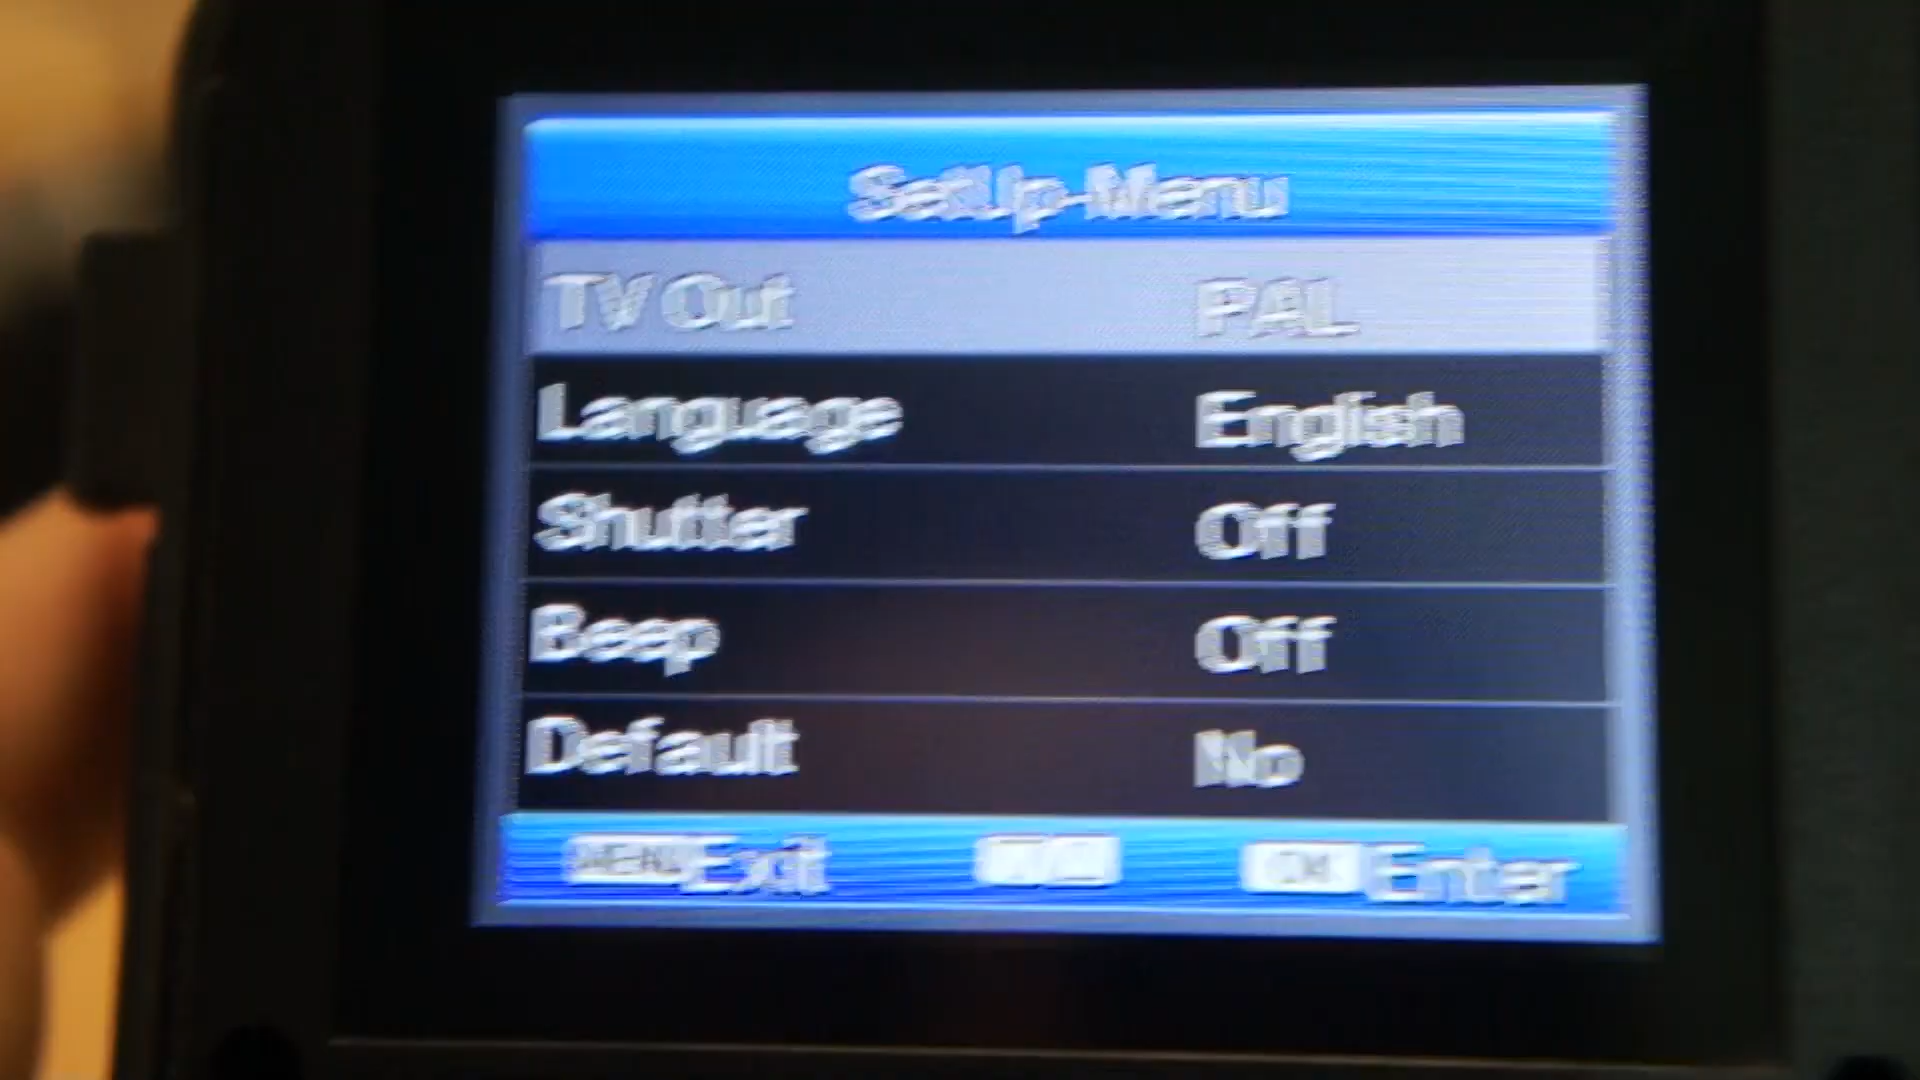 SetUp-Menu
TV Out PAL
Language English
Shutter Off
Beep Off
Default No
MENU Exit OK Enter